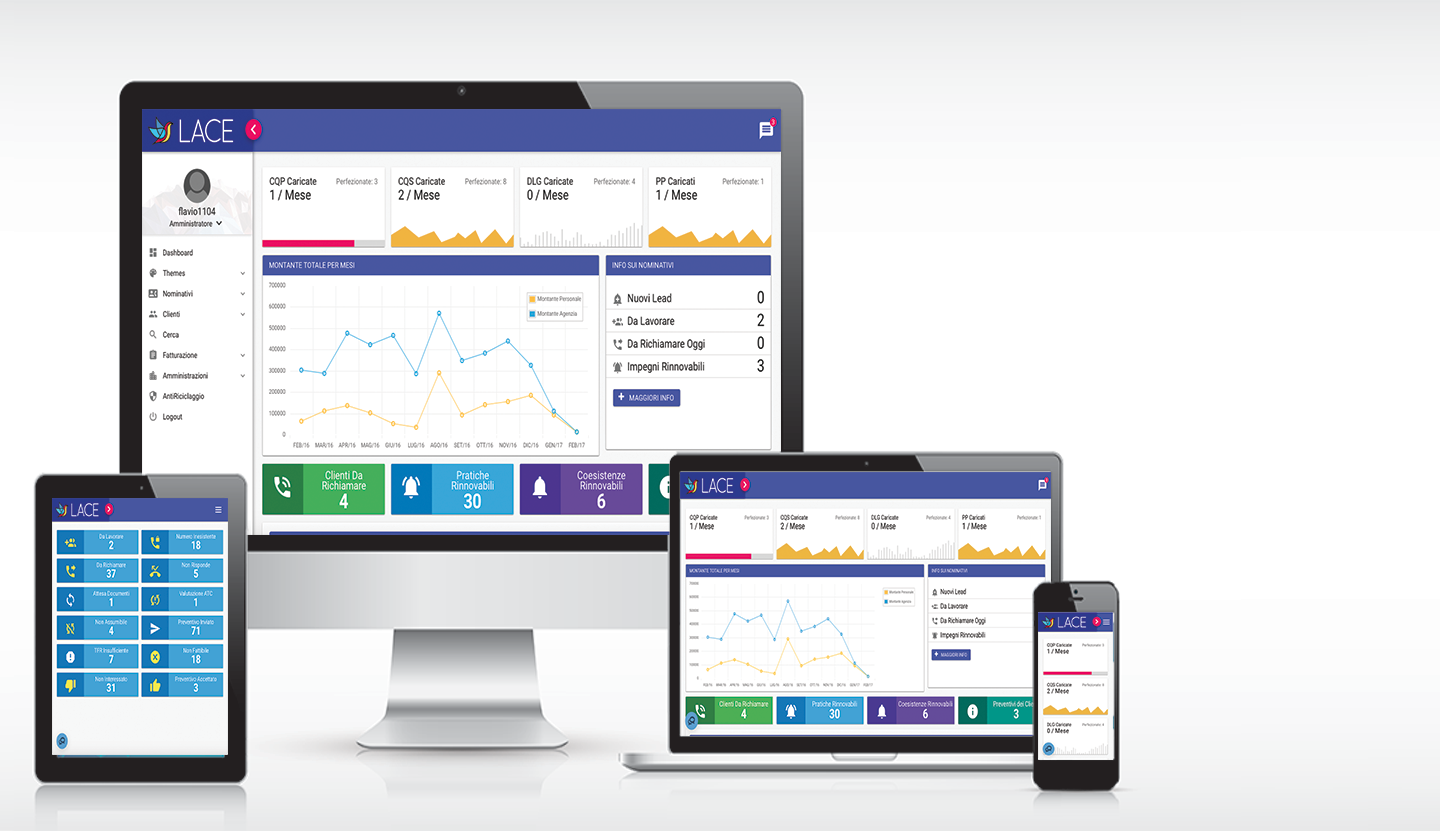 LACE
3
flavio1104
Amministratore
Dashboard
Themes
Nominativi
Clienti
Cerca
Fatturazione
Amministrazioni
AntiRiciclaggio
Logout
CQP Caricate Perfezionate: 3
1 / Mese
CQS Caricate Perfezionate: 8
2 / Mese
DLG Caricate Perfezionate: 4
0 / Mese
PP Caricati Perfezionate: 1
1 / Mese
MONTANTE TOTALE PER MESI
700000
600000
500000
400000
300000
200000
100000
0
Montante Personale
Montante Agenzia
FEB/16 MAR/16 APR/16 MAG/16 GIU/16 LUG/16 AGO/16 SET/16 OTT/16 NOV/16 DIC/16 GEN/17 FEB/17
INFO SUI NOMINATIVI
Nuovi Lead 0
Da Lavorare 2
Da Richiamare Oggi 0
Impegni Rinnovabili 3
+ MAGGIORI INFO
Clienti Da
Richiamare
4
Pratiche
Rinnovabili
30
Coesistenze
Rinnovabili
6
LACE
Da Lavorare
2
Numero Inesistente
18
Da Richiamare
37
Non Risponde
5
Attesa Documenti
1
Valutazione ATC
1
Non Assumibile
4
Preventivo Inviato
71
TFR Insufficiente
7
Non Fattibile
18
Non Interessato
31
Preventivo Accettato
3
LACE
CQP Caricate Perfezionate: 3
1 / Mese
CQS Caricate Perfezionate: 8
2 / Mese
DLG Caricate Perfezionate: 4
0 / Mese
PP Caricati Perfezionate: 1
1 / Mese
MONTANTE TOTALE PER MESI
Montante Personale
Montante Agenzia
INFO SUI NOMINATIVI
Nuovi Lead
Da Lavorare
Da Richiamare Oggi
Impegni Rinnovabili
+ MAGGIORI INFO
Clienti Da Richiamare
4
Pratiche Rinnovabili
30
Coesistenze Rinnovabili
6
Preventivi dei Cli
3
LACE
CQP Caricate
1 / Mese
CQS Caricate
2 / Mese
DLG Caricate
0 / Mese